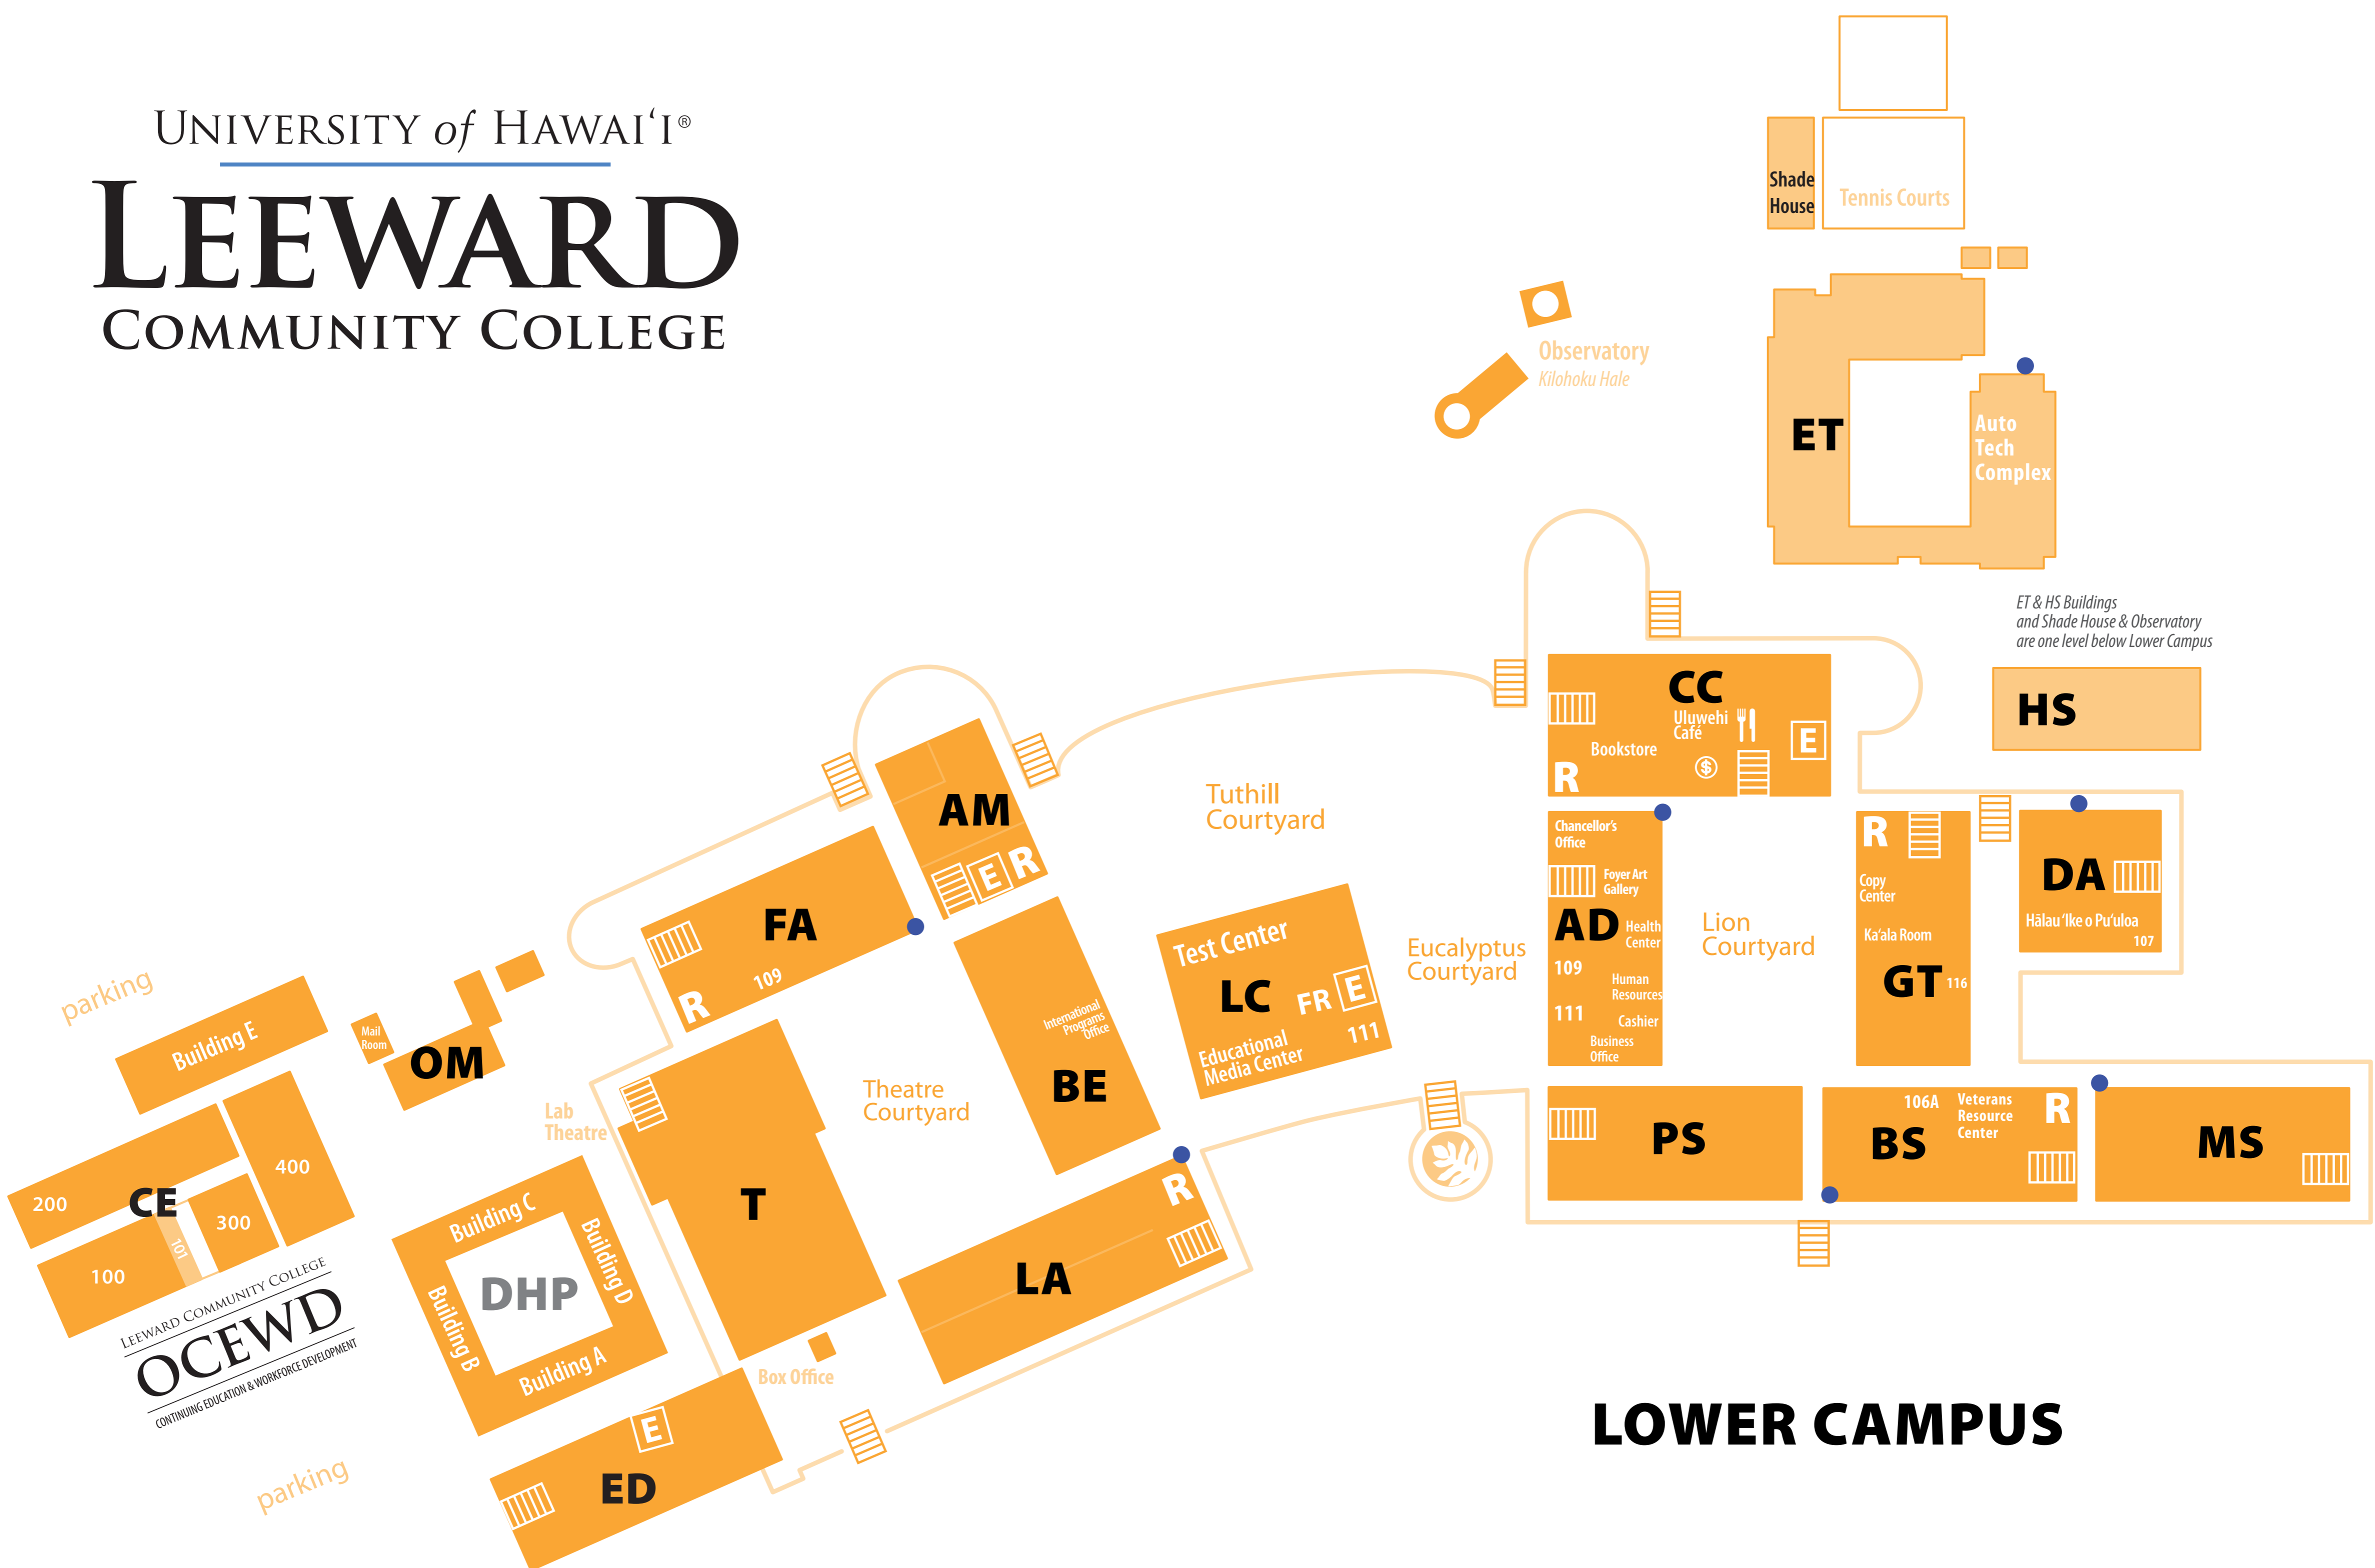 UNIVERSITY of HAWAIʻI®
LEEWARD
COMMUNITY COLLEGE
Shade
House
Tennis Courts
Observatory
Kilohoku Hale
ET
Auto
Tech
Complex
ET & HS Buildings
and Shade House & Observatory
are one level below Lower Campus
HS
CC
Uluwehi
Café
Bookstore
$
E
R
AM
E
R
Tuthill
Courtyard
Chancellor's
Office
Foyer Art
Gallery
AD
Health
Center
109
Human
Resources
111
Cashier
Business
Office
Lion
Courtyard
R
Copy
Center
Ka'ala Room
GT
116
DA
Hālau 'Ike o Pu'uloa
107
FA
109
R
Test Center
LC
FR
E
Educational
Media Center
111
Eucalyptus
Courtyard
International
Programs
Office
BE
Theatre
Courtyard
parking
Building E
Mail
Room
OM
Lab
Theatre
T
PS
106A
Veterans
Resource
Center
R
BS
MS
200
CE
400
300
101
100
LEEWARD COMMUNITY COLLEGE
OCEWD
CONTINUING EDUCATION & WORKFORCE DEVELOPMENT
Building C
Building D
DHP
Building B
Building A
R
LA
Box Office
E
ED
parking
LOWER CAMPUS